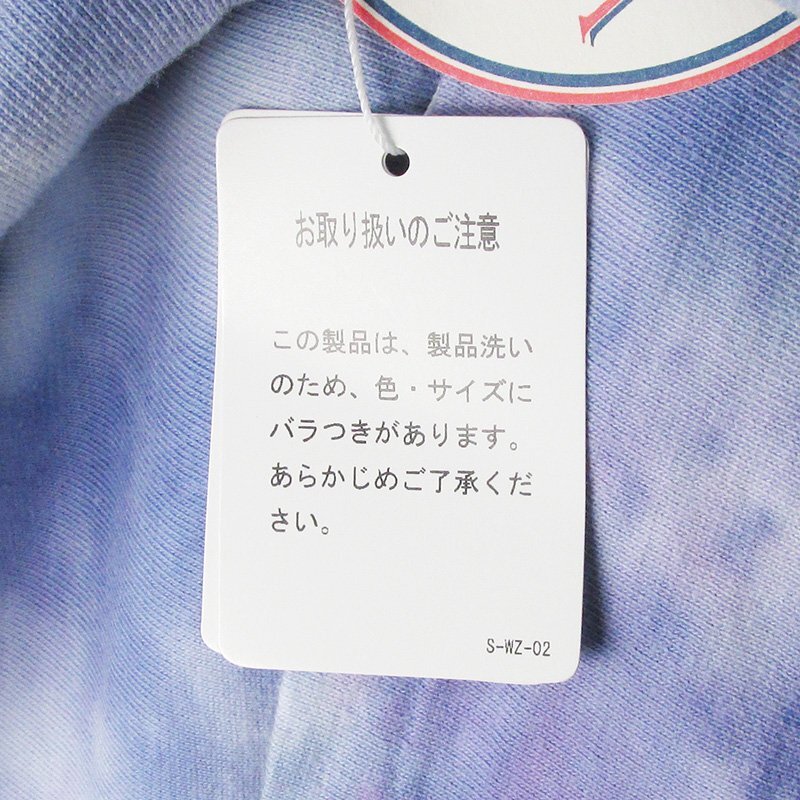 お取り扱いのご注意
この製品は、製品洗い
のため、色・サイズに
バラつきがあります。
あらかじめご了承くだ
さい。
S-WZ-02